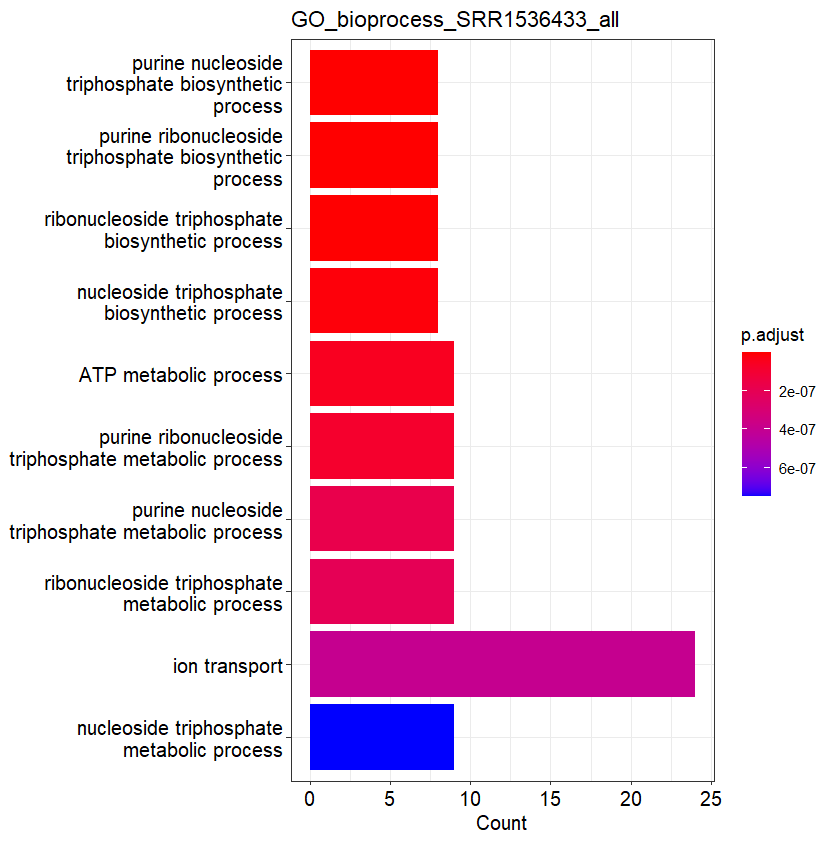 GO_bioprocess_SRR1536433_all
purine nucleoside
triphosphate biosynthetic
process
purine ribonucleoside
triphosphate biosynthetic
process
ribonucleoside triphosphate
biosynthetic process
nucleoside triphosphate
biosynthetic process
ATP metabolic process
purine ribonucleoside
triphosphate metabolic process
purine nucleoside
triphosphate metabolic process
ribonucleoside triphosphate
metabolic process
ion transport
nucleoside triphosphate
metabolic process
0 5 10 15 20 25
Count
p.adjust
2e-07
4e-07
6e-07